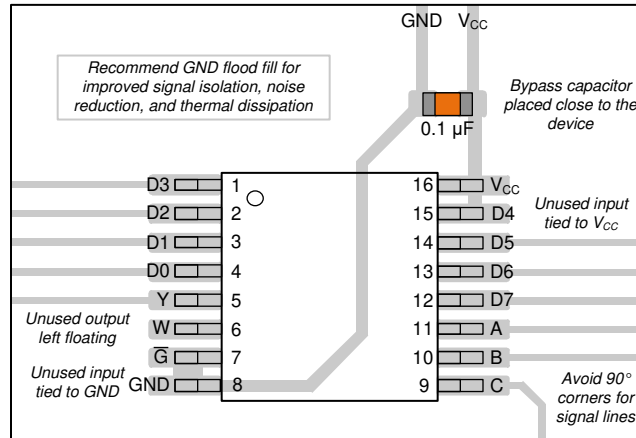 GND VCC
Recommend GND flood fill for
improved signal isolation, noise
reduction, and thermal dissipation
Bypass capacitor
placed close to the
device
0.1 µF
D3 1 16 VCC
D2 2 15 D4
Unused input
tied to VCC
D1 3 14 D5
D0 4 13 D6
Y 5 12 D7
Unused output
left floating
W 6 11 A
G̅ 7 10 B
Unused input
tied to GND
GND 8 9 C
Avoid 90°
corners for
signal lines